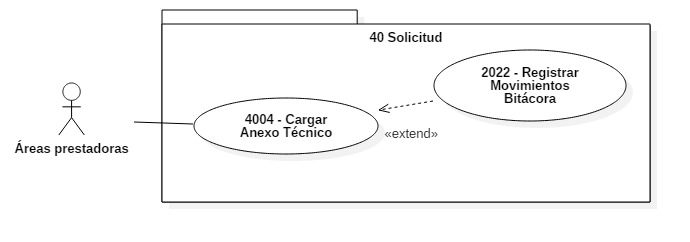 40 Solicitud
2022 - Registrar
Movimientos
Bitácora
4004 - Cargar
Anexo Técnico
«extend»
Áreas prestadoras